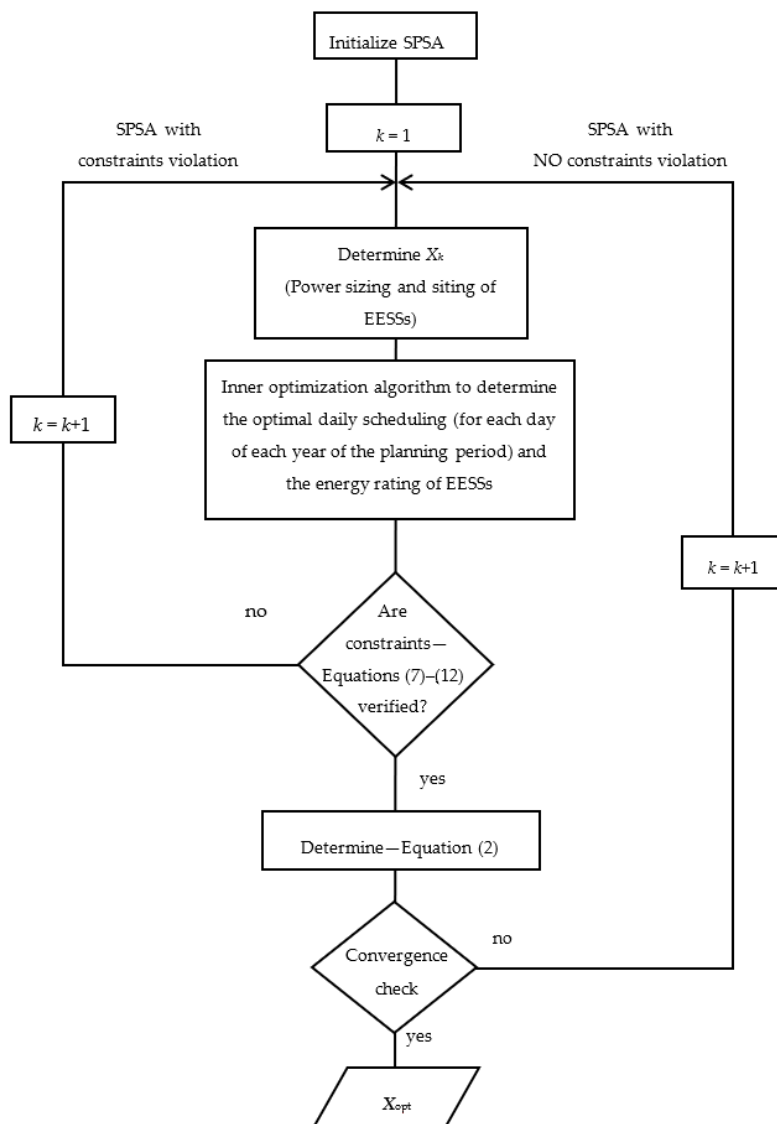 Initialize SPSA
k = 1
SPSA with
constraints violation
SPSA with
NO constraints violation
Determine Xk
(Power sizing and siting of
EESSs)
Inner optimization algorithm to determine
the optimal daily scheduling (for each day
of each year of the planning period) and
the energy rating of EESSs
k = k+1
k = k+1
no
Are
constraints—
Equations (7)–(12)
verified?
yes
Determine—Equation (2)
no
Convergence
check
yes
Xopt